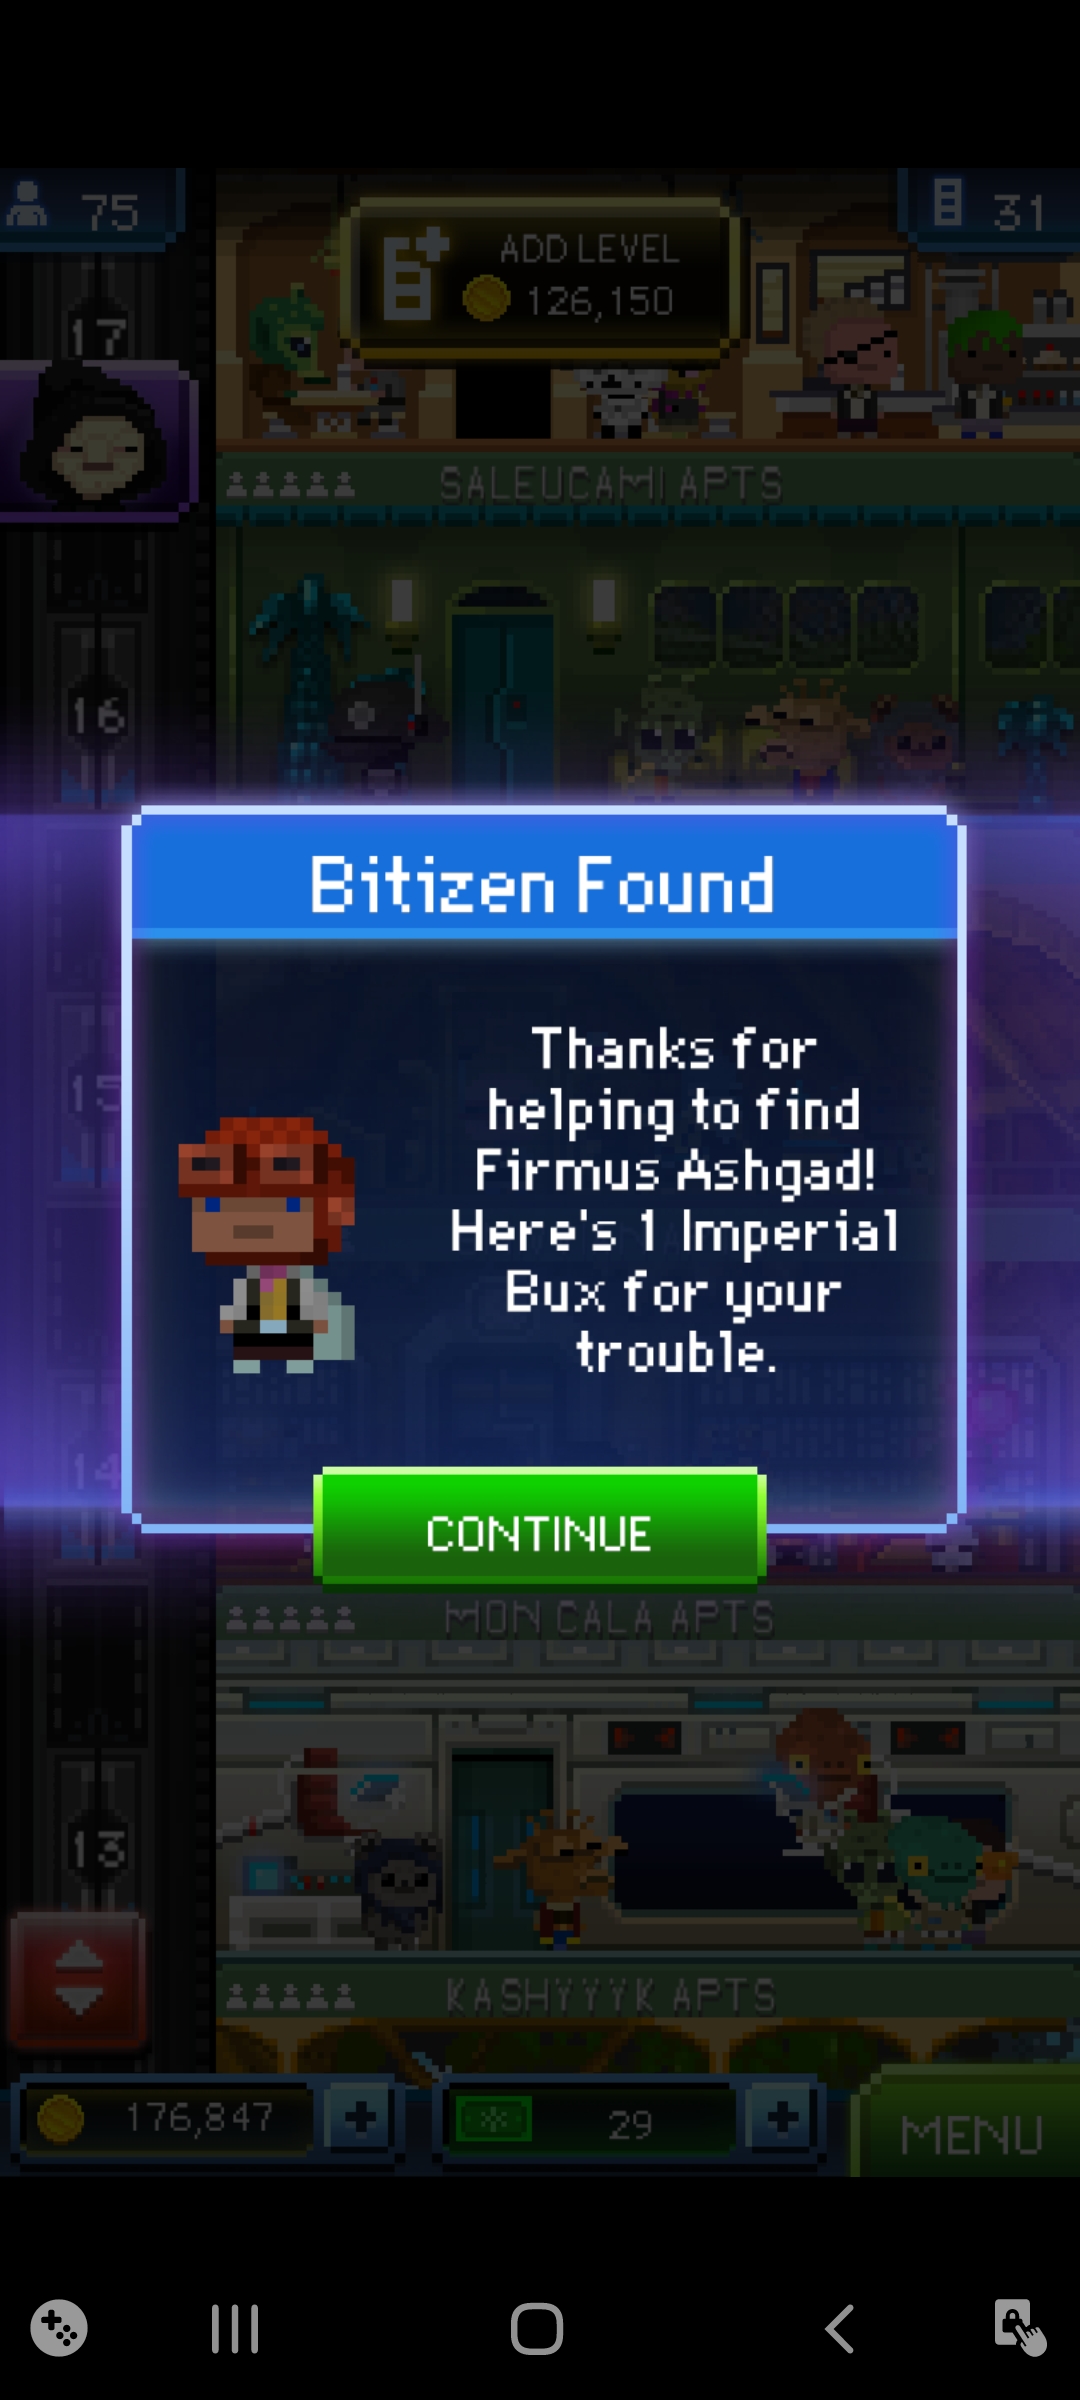 75
31
ADD LEVEL
126,150
17
SALEUCAMI APTS
16
Bitizen Found
Thanks for
helping to find
Firmus Ashgad!
Here's 1 Imperial
Bux for your
trouble.
15
14
CONTINUE
MON CALA APTS
13
KASHYYYK APTS
176,847
29
MENU